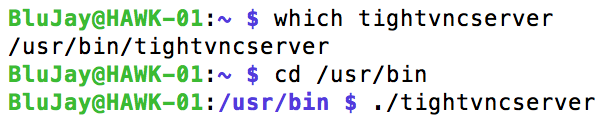 BluJay@HAWK-01:~ $ which tightvncserver
/usr/bin/tightvncserver
BluJay@HAWK-01:~ $ cd /usr/bin
BluJay@HAWK-01:/usr/bin $ ./tightvncserver